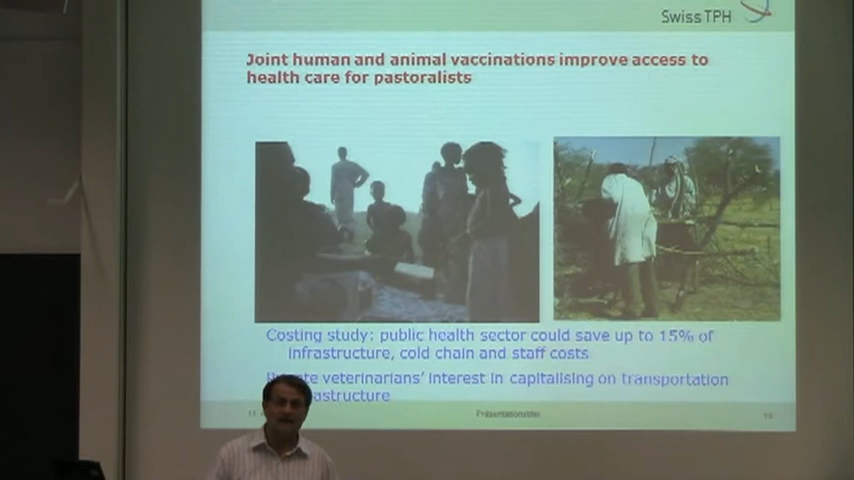 Swiss TPH
Joint human and animal vaccinations improve access to
health care for pastoralists
Costing study: public health sector could save up to 15% of
infrastructure, cold chain and staff costs
veterinarians' interest in capitalising on transportation
Präsentationstitel